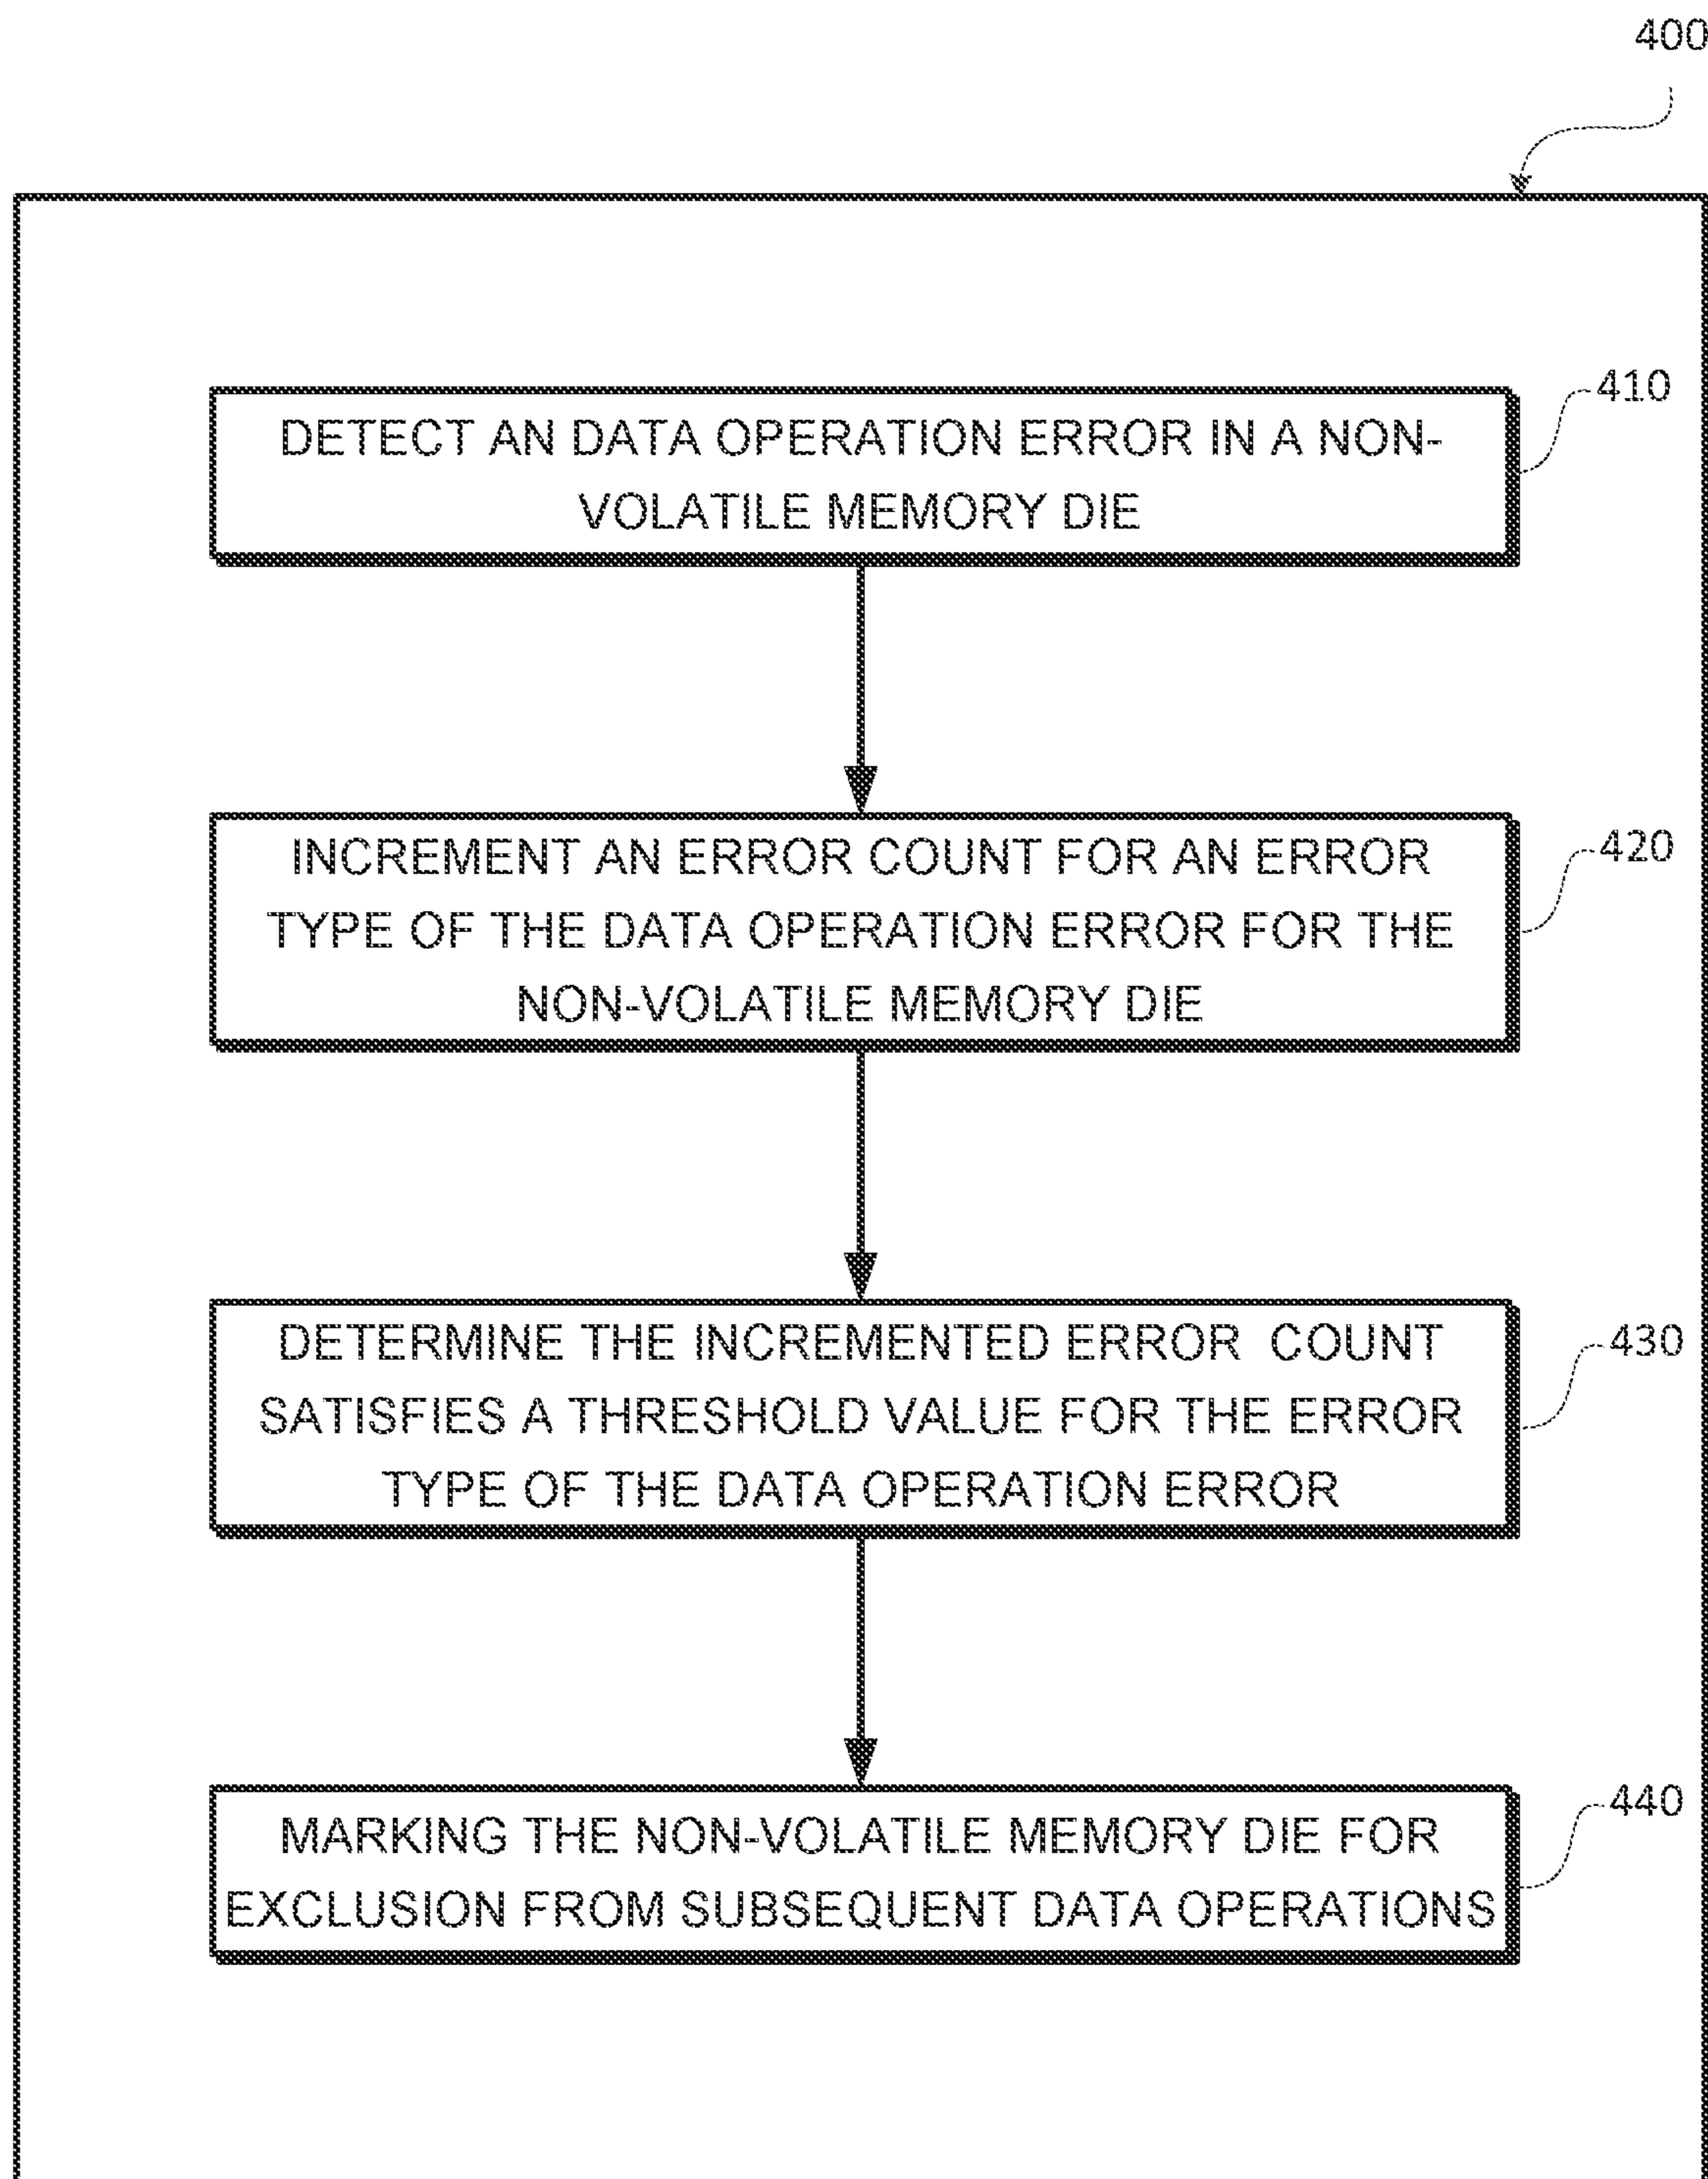 400
DETECT AN DATA OPERATION ERROR IN A NON-
VOLATILE MEMORY DIE
410
INCREMENT AN ERROR COUNT FOR AN ERROR
TYPE OF THE DATA OPERATION ERROR FOR THE
NON-VOLATILE MEMORY DIE
420
DETERMINE THE INCREMENTED ERROR COUNT
SATISFIES A THRESHOLD VALUE FOR THE ERROR
TYPE OF THE DATA OPERATION ERROR
430
MARKING THE NON-VOLATILE MEMORY DIE FOR
EXCLUSION FROM SUBSEQUENT DATA OPERATIONS
440